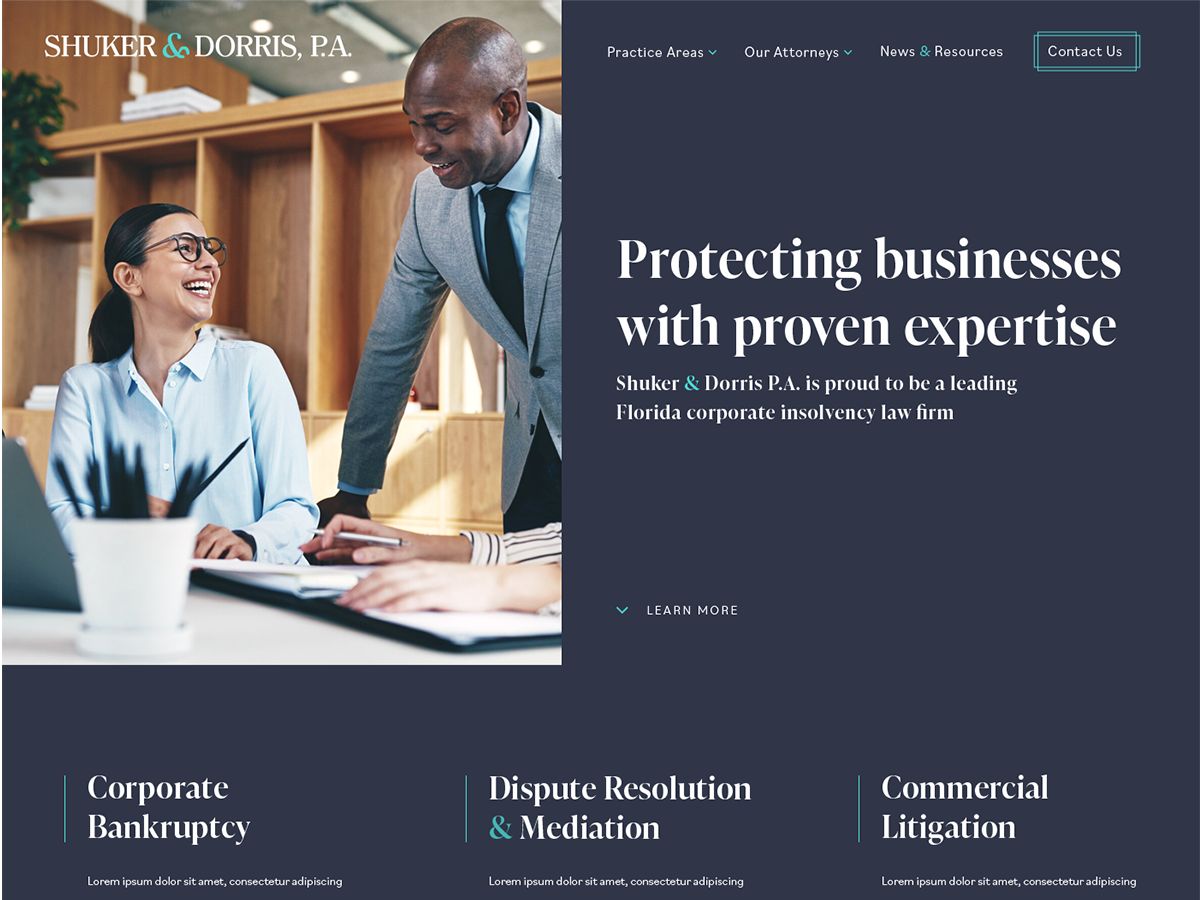 SHUKER & DORRIS, P.A.
Practice Areas
Our Attorneys
News & Resources
Contact Us
Protecting businesses
with proven expertise
Shuker & Dorris P.A. is proud to be a leading
Florida corporate insolvency law firm
LEARN MORE
Corporate
Bankruptcy
Lorem ipsum dolor sit amet, consectetur adipiscing
Dispute Resolution
& Mediation
Lorem ipsum dolor sit amet, consectetur adipiscing
Commercial
Litigation
Lorem ipsum dolor sit amet, consectetur adipiscing